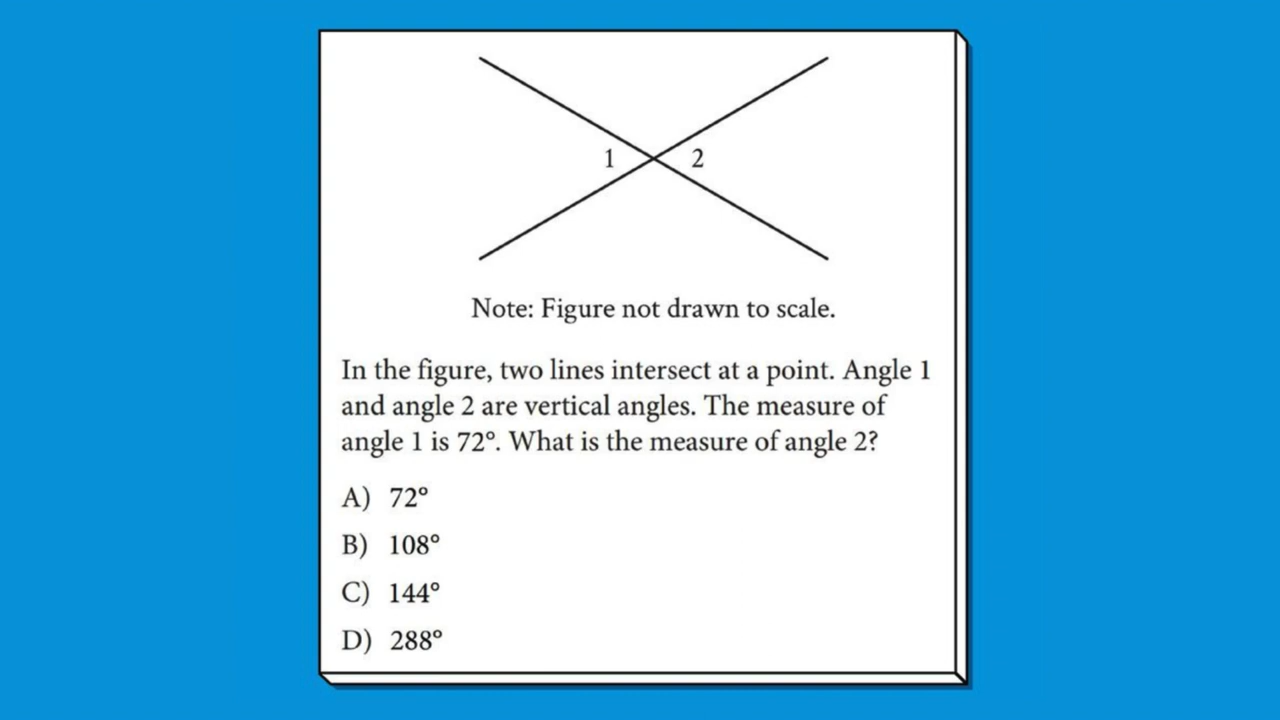 1 2
Note: Figure not drawn to scale.
In the figure, two lines intersect at a point. Angle 1
and angle 2 are vertical angles. The measure of
angle 1 is 72°. What is the measure of angle 2?
A) 72°
B) 108°
C) 144°
D) 288°